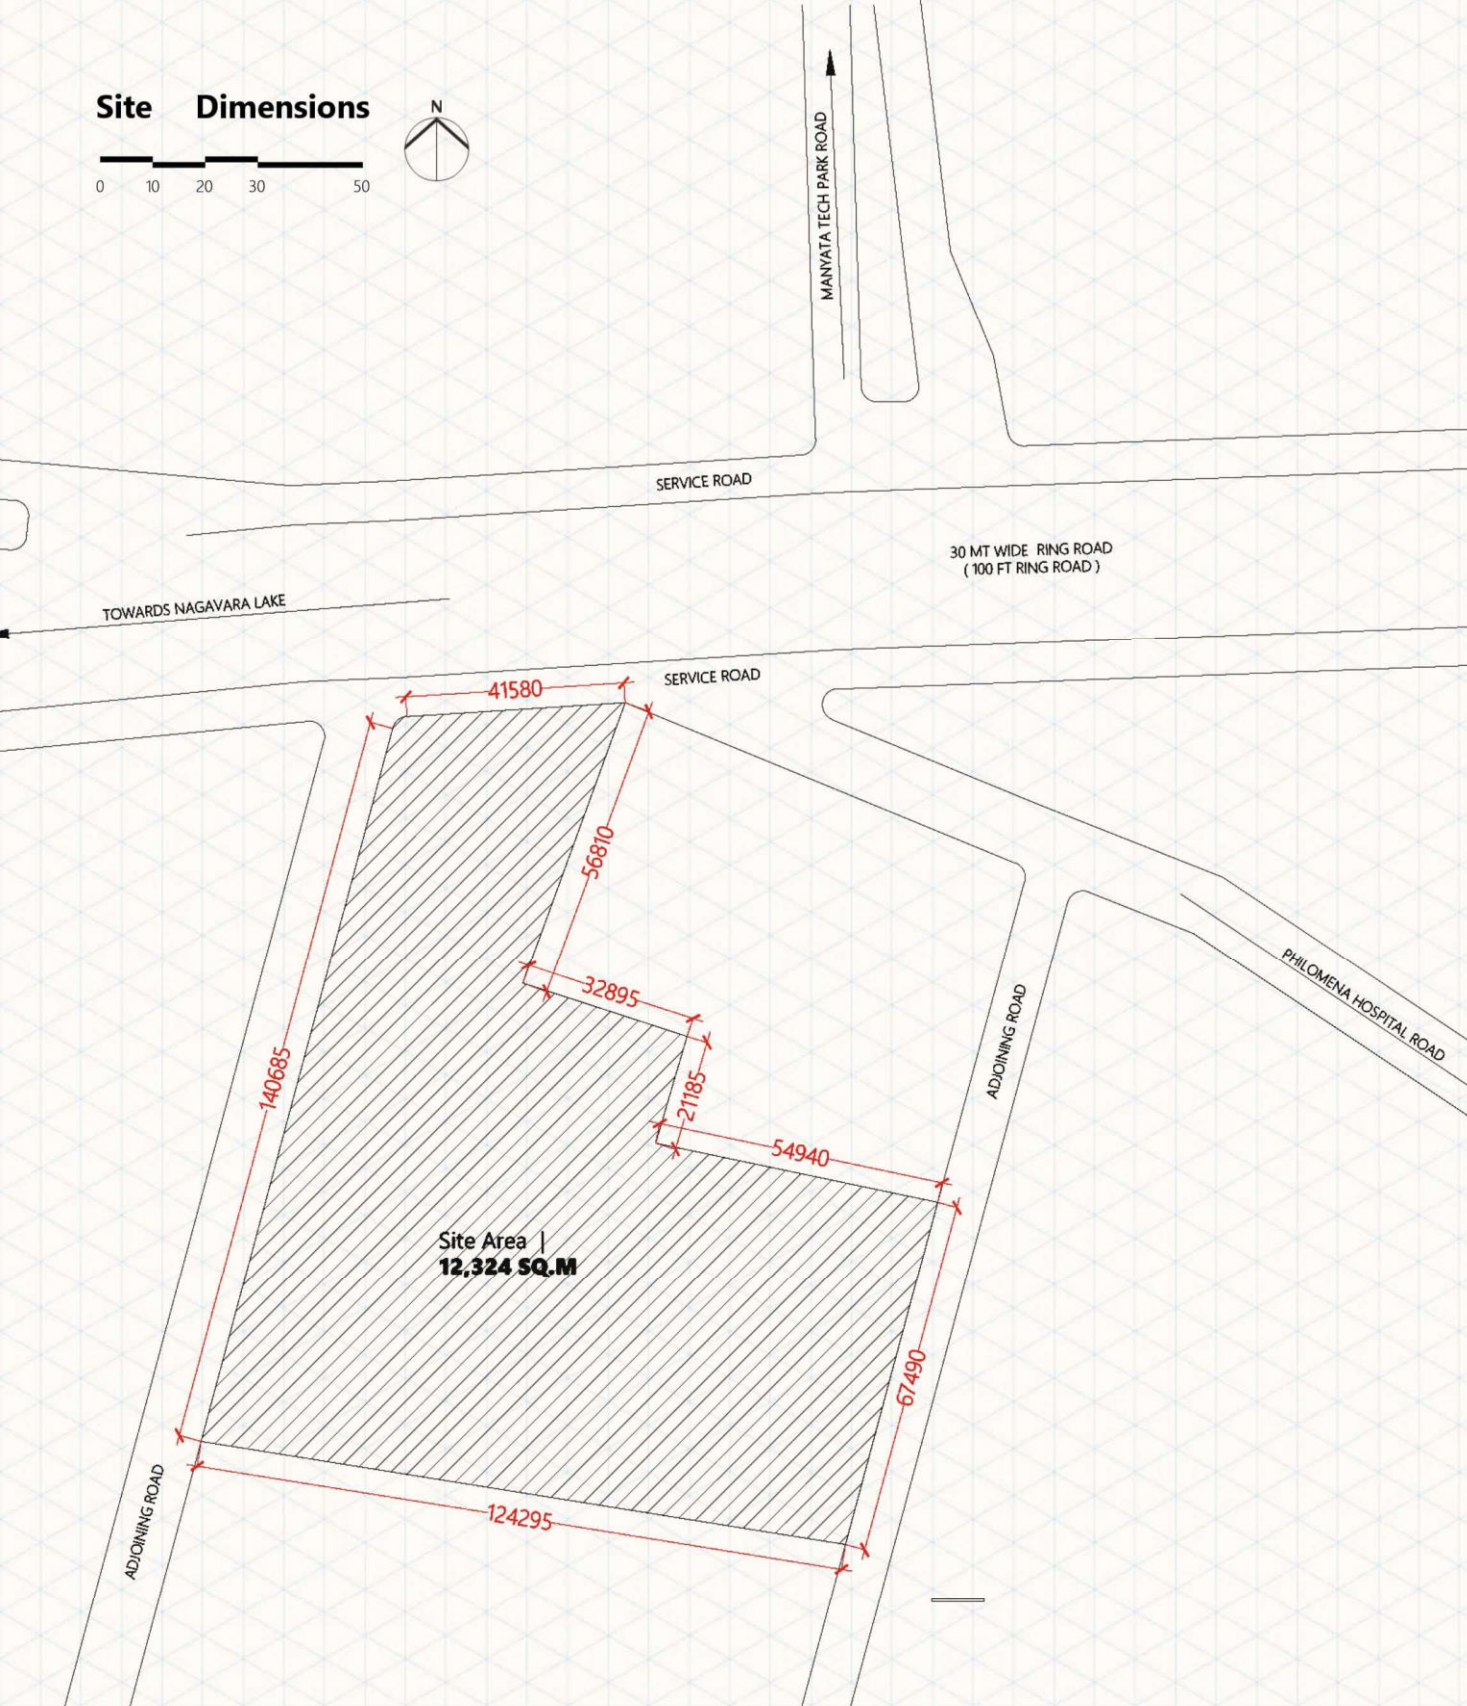 Site Dimensions
N
0 10 20 30 50
MANYATA TECH PARK ROAD
SERVICE ROAD
30 MT WIDE RING ROAD
( 100 FT RING ROAD )
TOWARDS NAGAVARA LAKE
SERVICE ROAD
41580
56810
32895
PHILOMENA HOSPITAL ROAD
ADJOINING ROAD
140685
21185
54940
Site Area |
12,324 SQ.M
67490
124295
ADJOINING ROAD